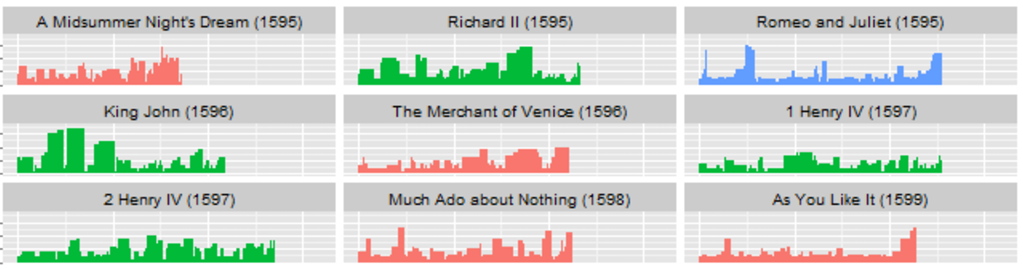 A Midsummer Night's Dream (1595)
Richard II (1595)
Romeo and Juliet (1595)
King John (1596)
The Merchant of Venice (1596)
1 Henry IV (1597)
2 Henry IV (1597)
Much Ado about Nothing (1598)
As You Like It (1599)